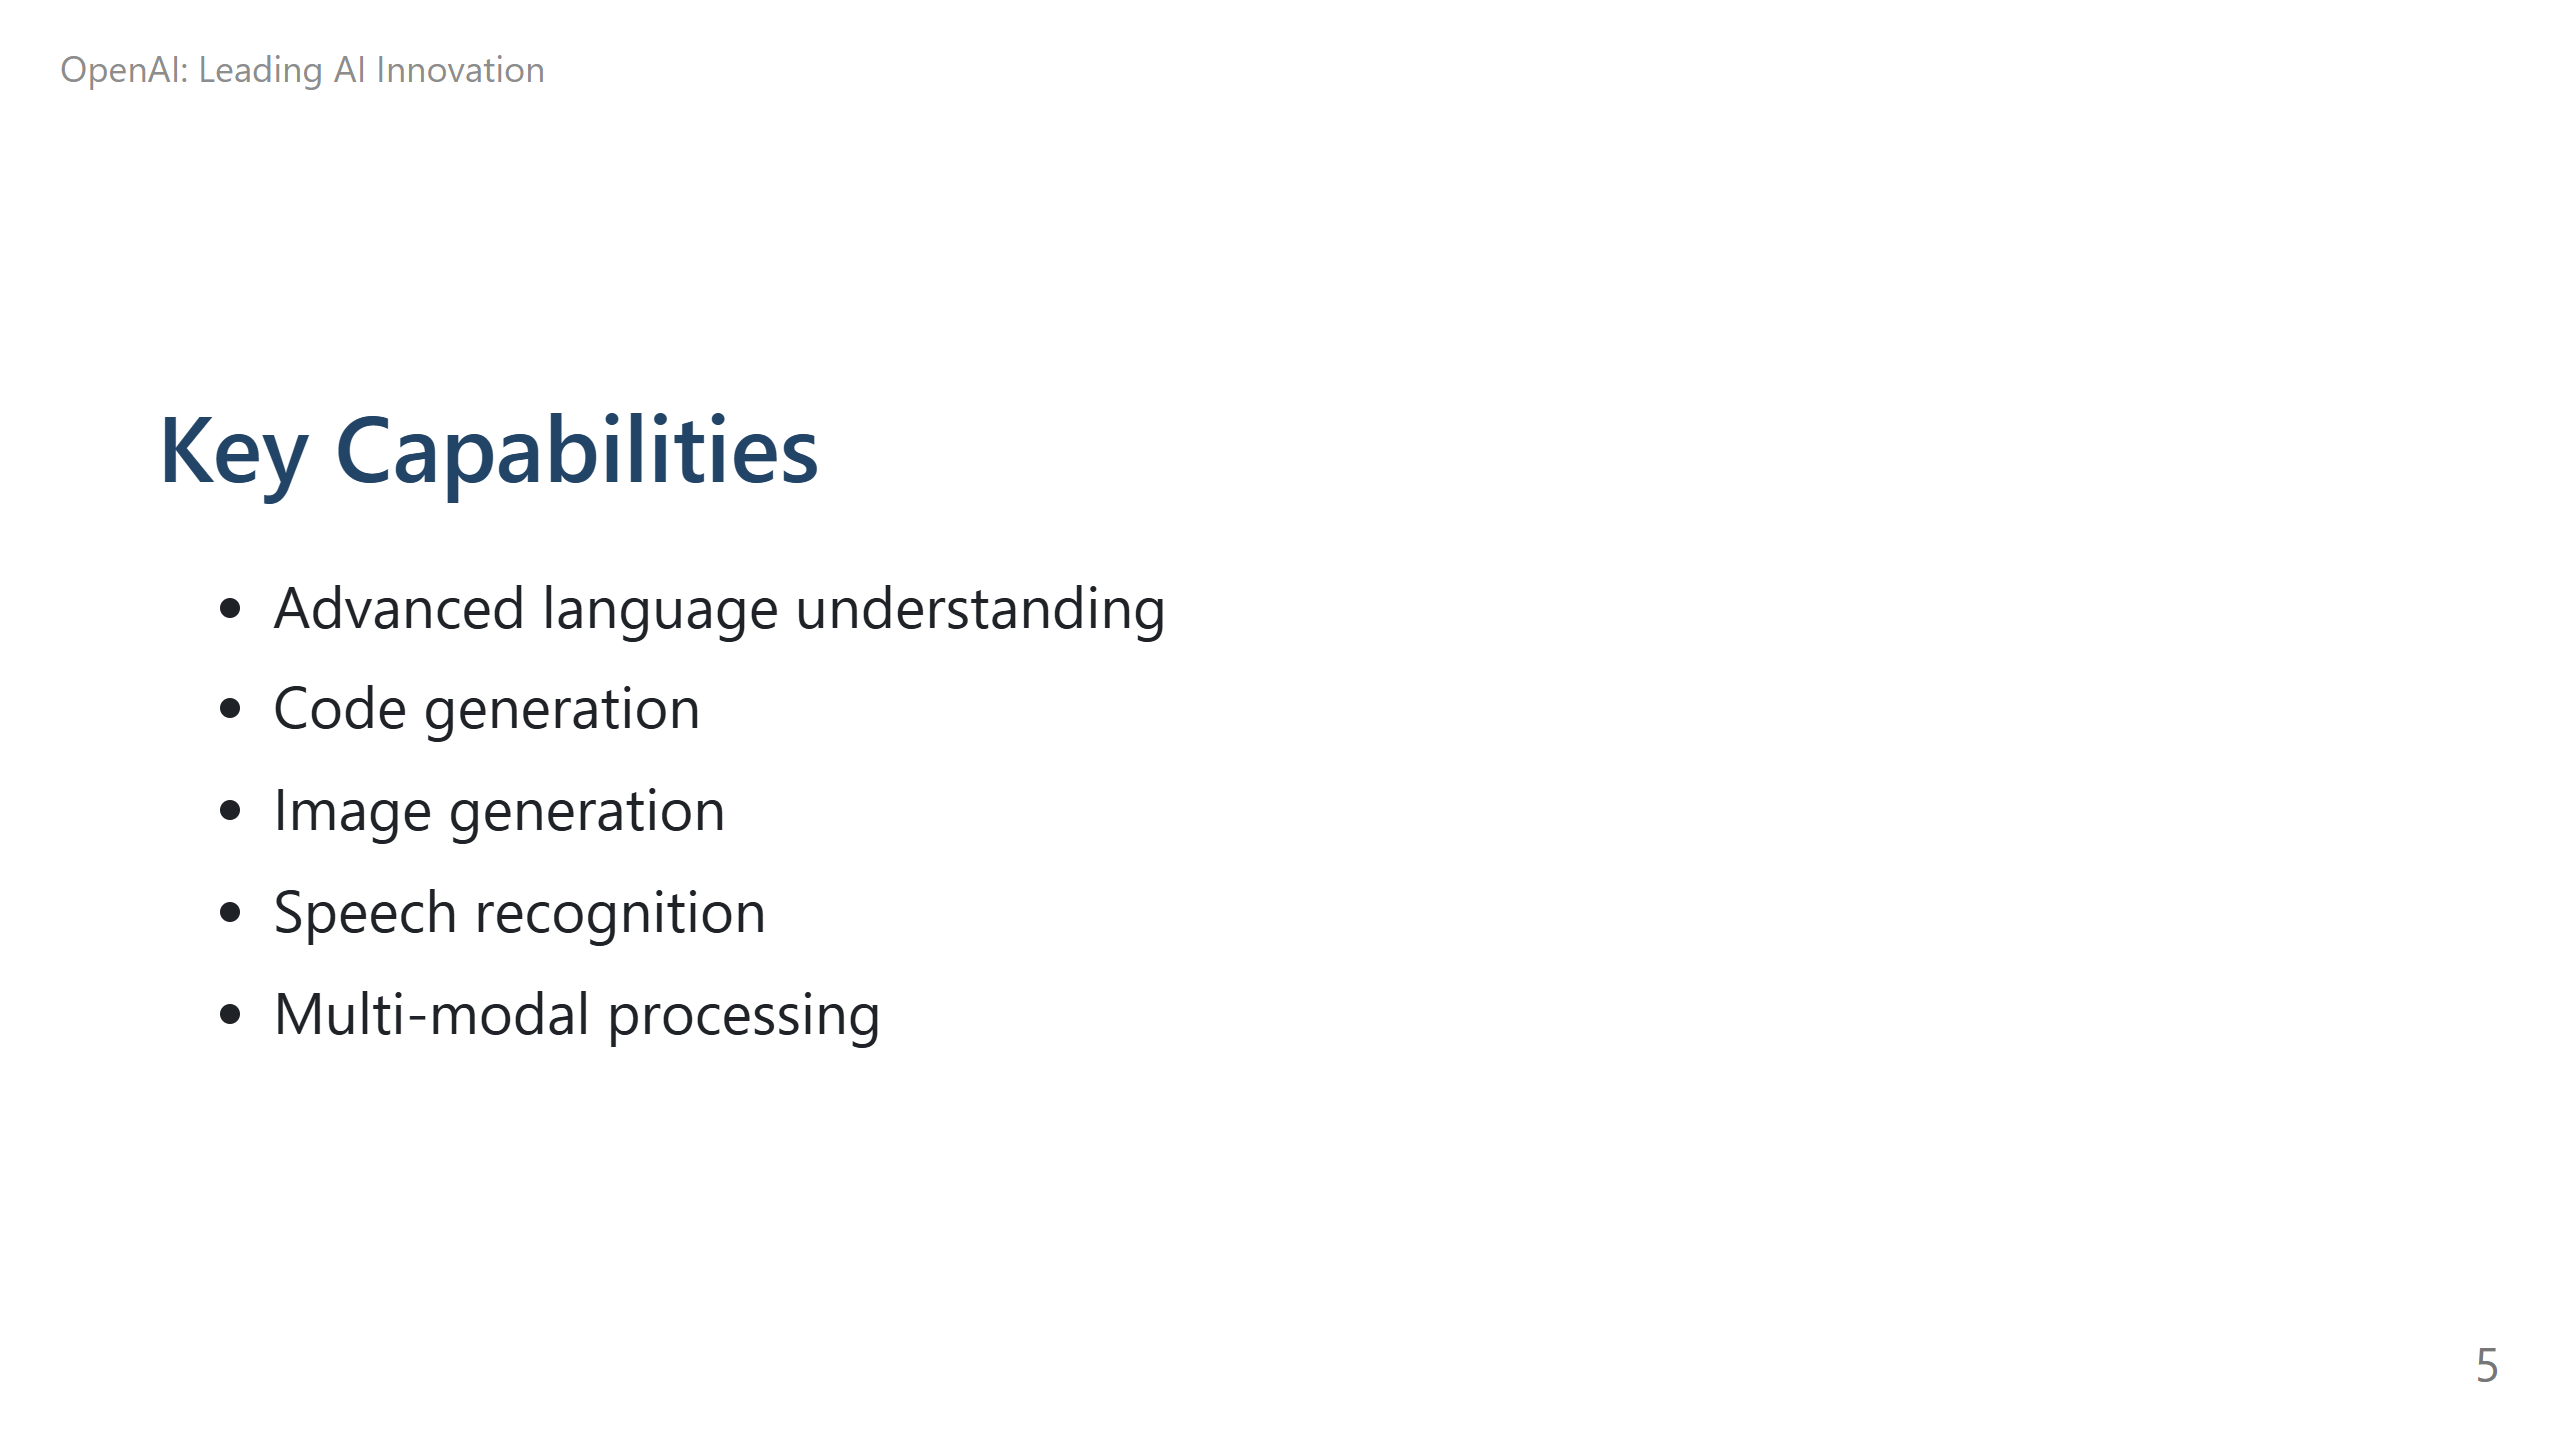 OpenAI: Leading AI Innovation
Key Capabilities
• Advanced language understanding
• Code generation
• Image generation
• Speech recognition
• Multi-modal processing
5